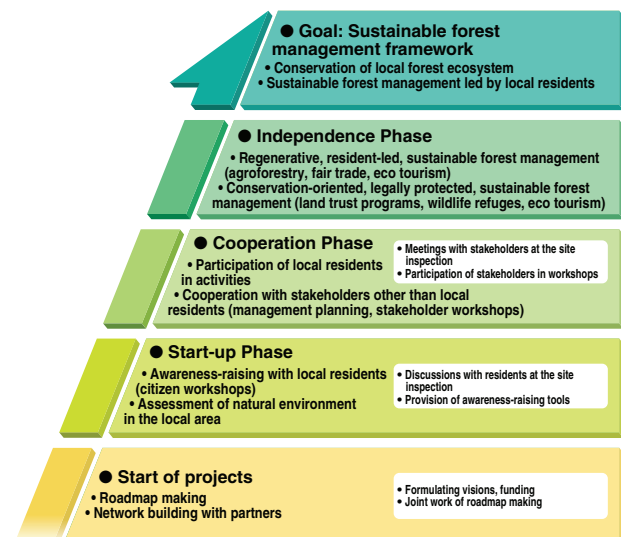 ● Goal: Sustainable forest
management framework
• Conservation of local forest ecosystem
• Sustainable forest management led by local residents
● Independence Phase
• Regenerative, resident-led, sustainable forest management
(agroforestry, fair trade, eco tourism)
• Conservation-oriented, legally protected, sustainable forest
management (land trust programs, wildlife refuges, eco tourism)
● Cooperation Phase
• Participation of local residents
in activities
• Cooperation with stakeholders other than local
residents (management planning, stakeholder workshops)
• Meetings with stakeholders at the site
inspection
• Participation of stakeholders in workshops
● Start-up Phase
• Awareness-raising with local residents
(citizen workshops)
• Assessment of natural environment
in the local area
• Discussions with residents at the site
inspection
• Provision of awareness-raising tools
● Start of projects
• Roadmap making
• Network building with partners
• Formulating visions, funding
• Joint work of roadmap making